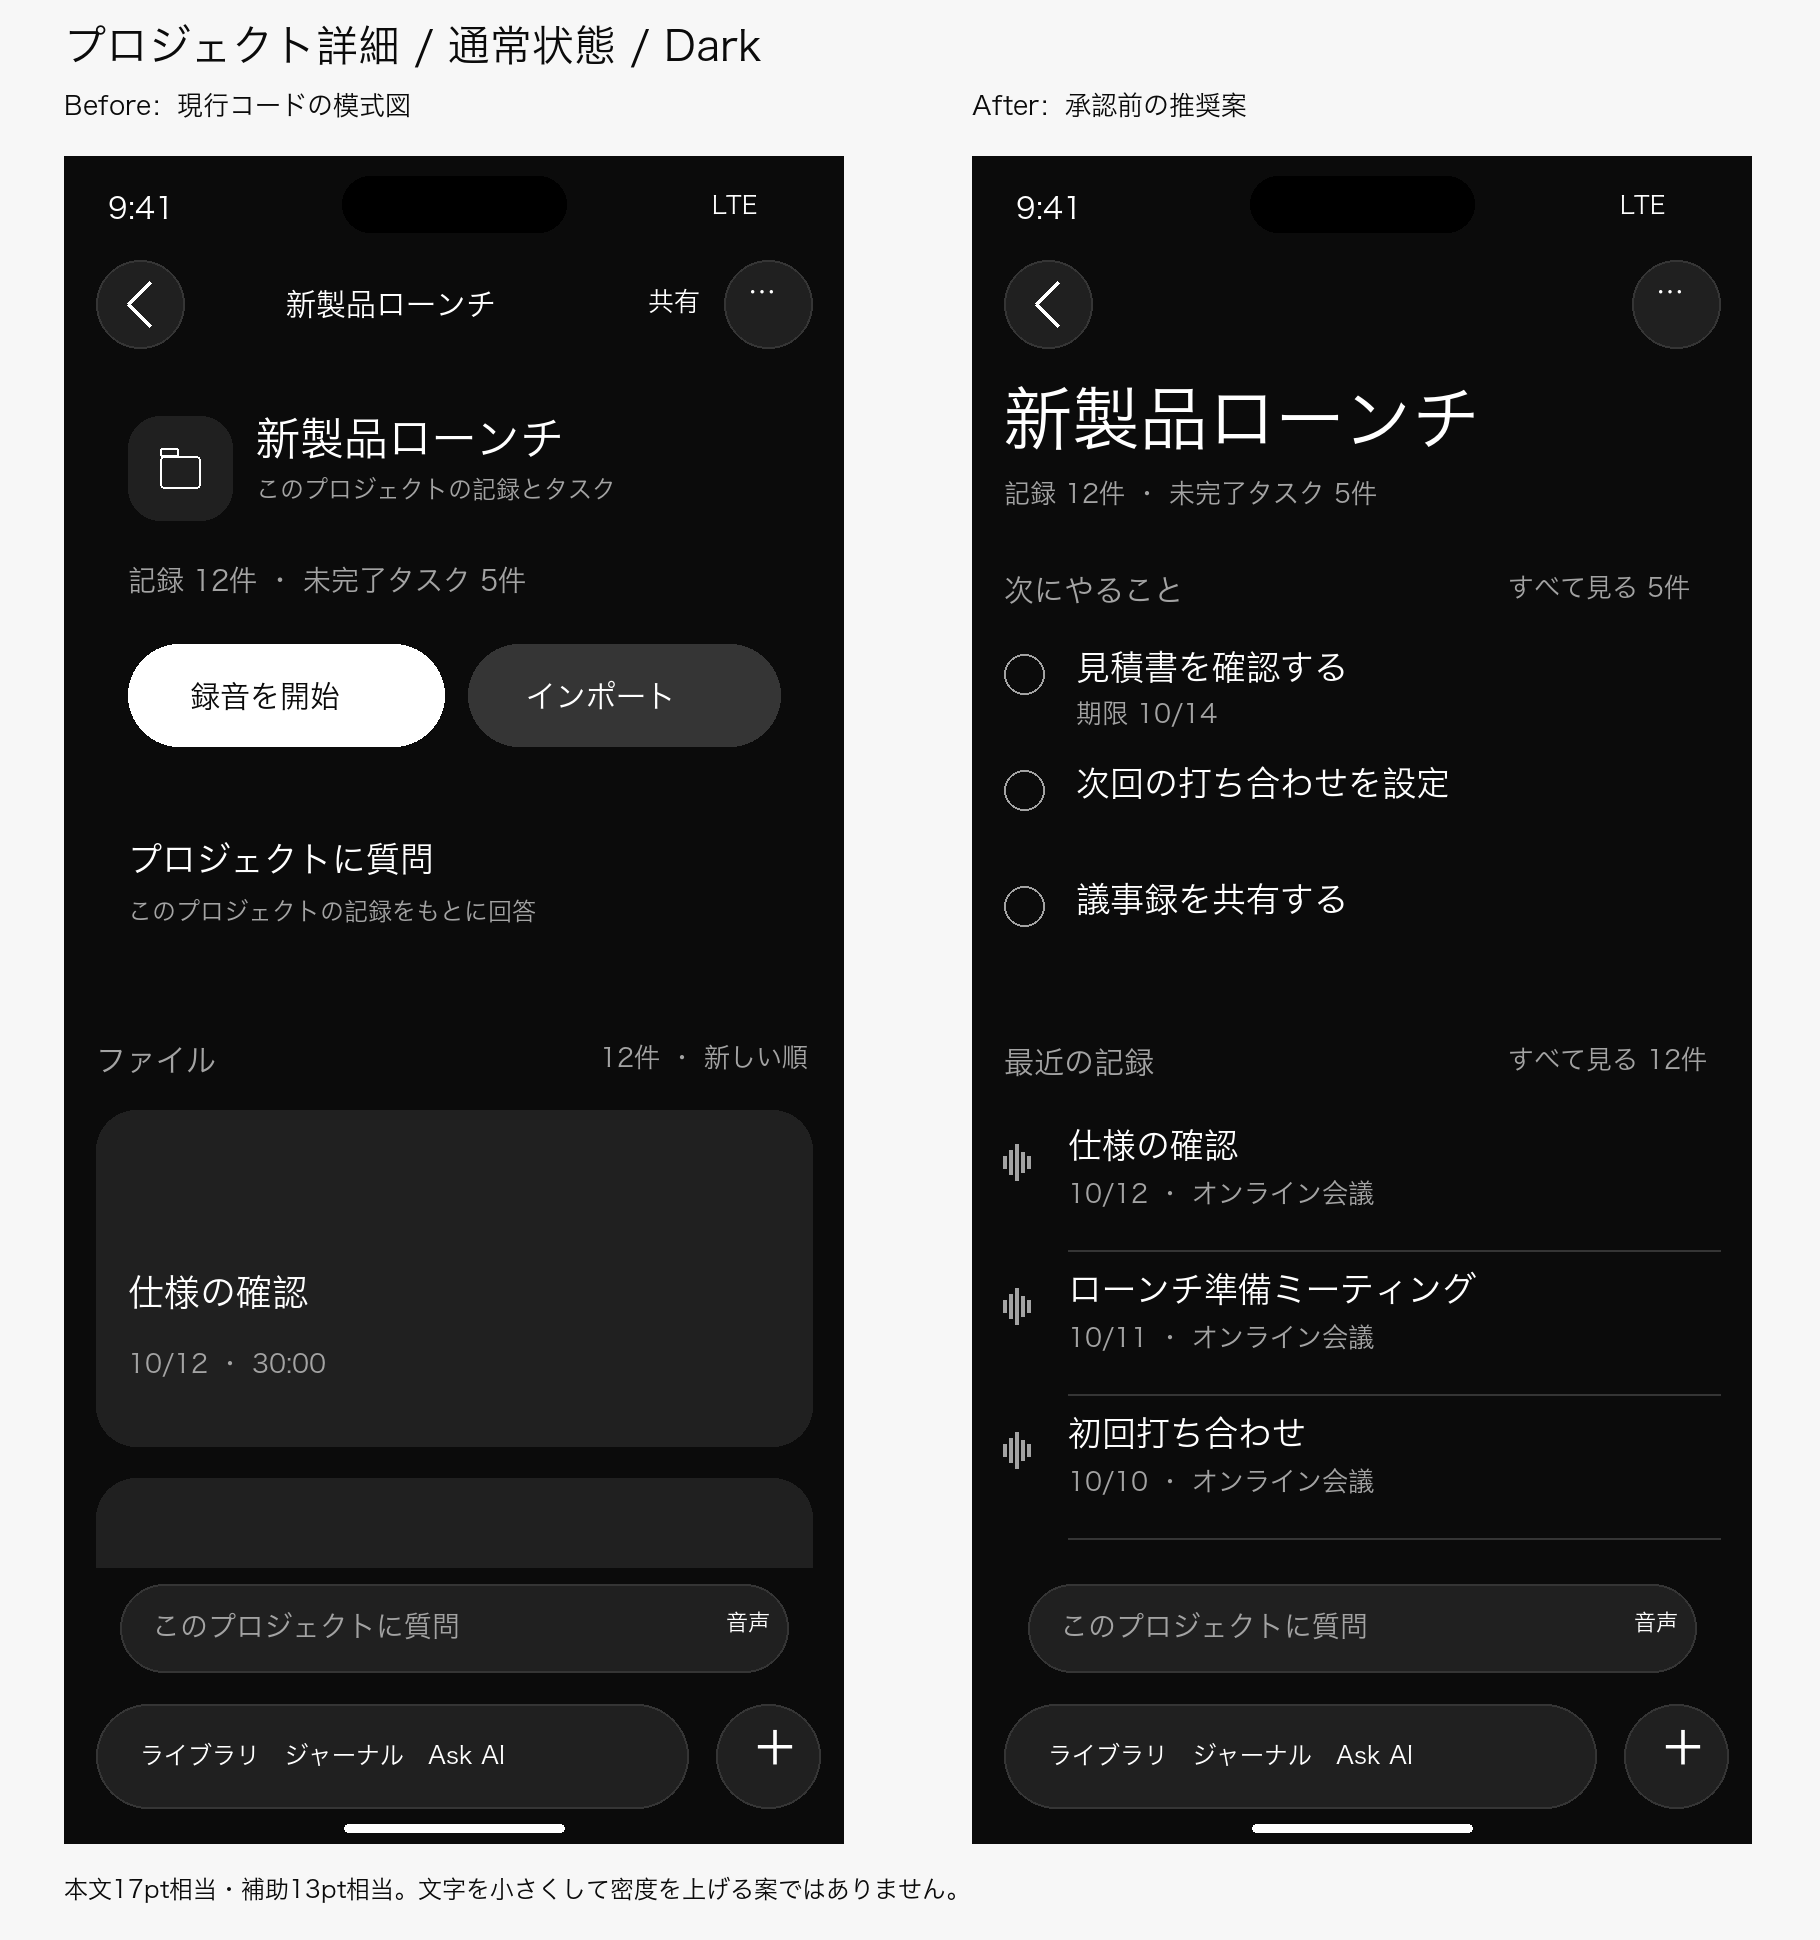 プロジェクト詳細 / 通常状態 / Dark
Before: 現行コードの模式図
9:41
LTE
新製品ローンチ
共有
…
新製品ローンチ
このプロジェクトの記録とタスク
記録 12件 ・ 未完了タスク 5件
録音を開始
インポート
プロジェクトに質問
このプロジェクトの記録をもとに回答
ファイル
12件 ・ 新しい順
仕様の確認
10/12 ・ 30:00
このプロジェクトに質問
音声
ライブラリ ジャーナル Ask AI
+
After: 承認前の推奨案
9:41
LTE
…
新製品ローンチ
記録 12件 ・ 未完了タスク 5件
次にやること
すべて見る 5件
見積書を確認する
期限 10/14
次回の打ち合わせを設定
議事録を共有する
最近の記録
すべて見る 12件
仕様の確認
10/12 ・ オンライン会議
ローンチ準備ミーティング
10/11 ・ オンライン会議
初回打ち合わせ
10/10 ・ オンライン会議
このプロジェクトに質問
音声
ライブラリ ジャーナル Ask AI
+
本文17pt相当・補助13pt相当。文字を小さくして密度を上げる案ではありません。